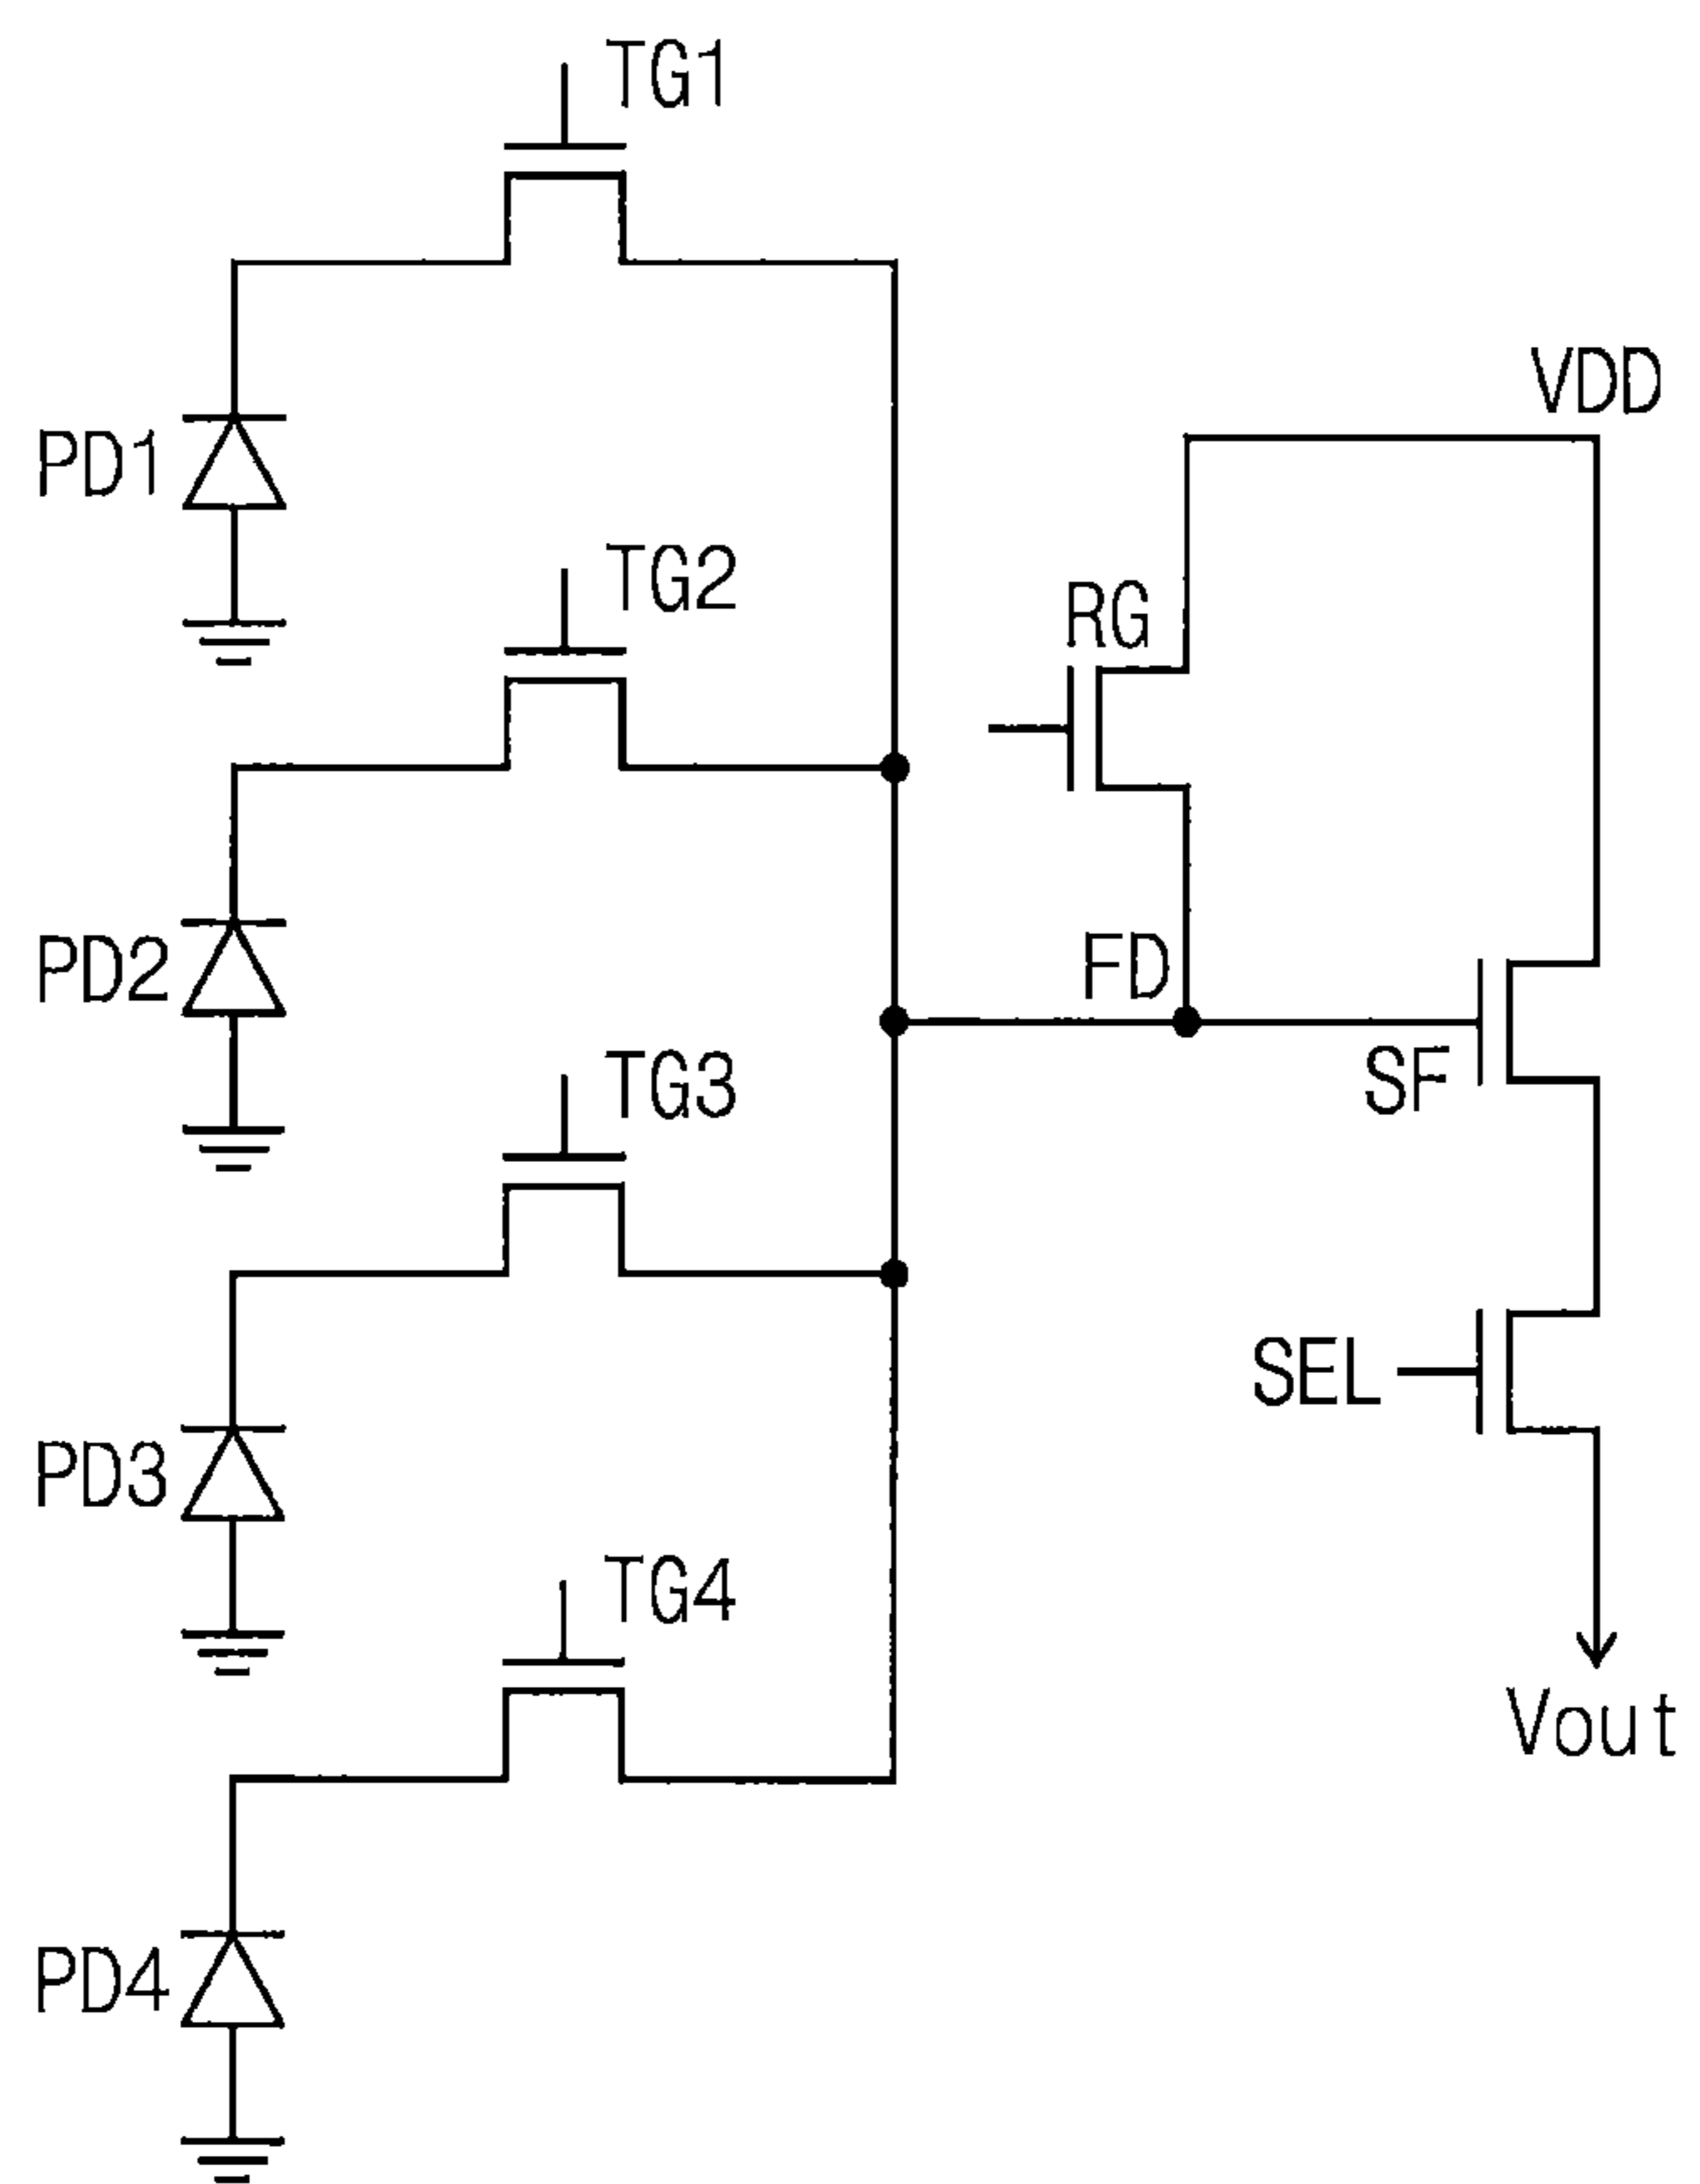 TG1
VDD
PD1
TG2
RG
PD2
FD
TG3
SF
SEL
PD3
TG4
Vout
PD4